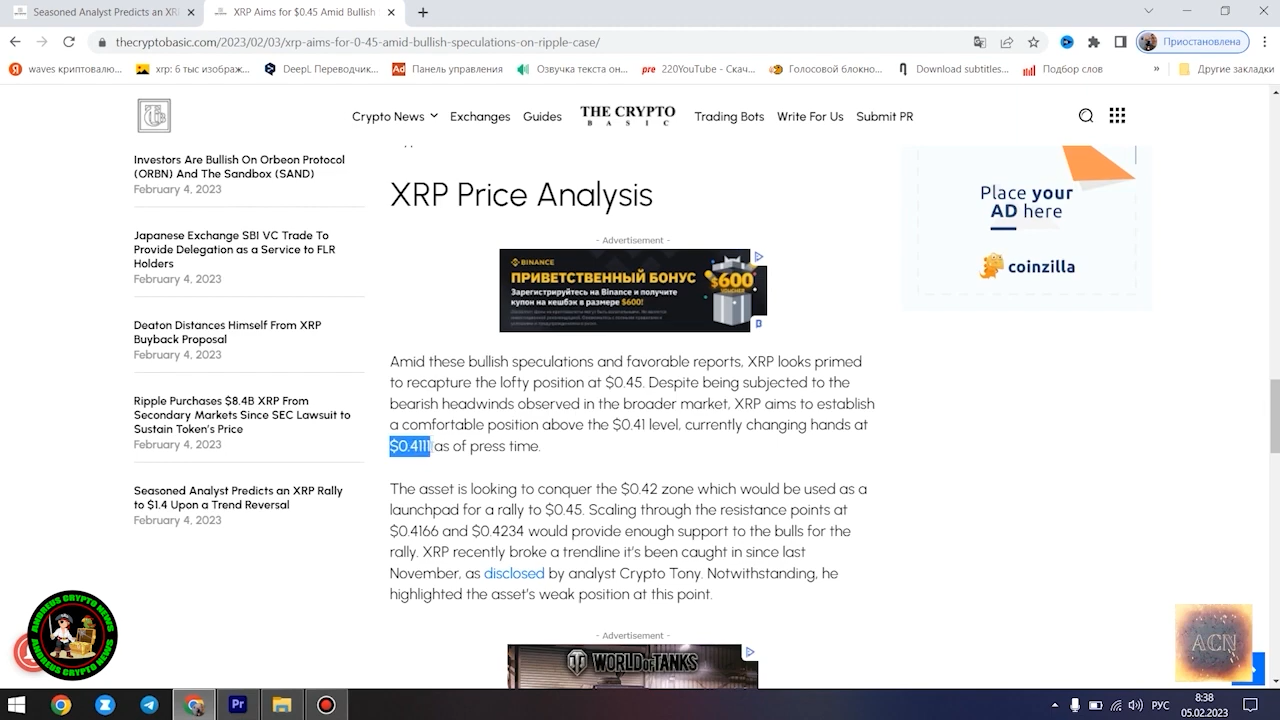 Seasoned Analyst Predicts an XRP
XRP Aims for $0.45 Amid Bullish
thecryptobasic.com/2023/02/03/xrp-aims-for-0-45-amid-bullish-speculations-on-ripple-case/
Приостановлена
waves криптовалю...
xrp: 6 тыс изображ...
DeepL Переводчик...
Ad Панель управления
Озвучка текста он...
pre 220YouTube - Скач...
Голосовой блокно...
Download subtitles...
Подбор слов
»
Другие закладки
Crypto News
Exchanges
Guides
THE CRYPTO
BASIC
Trading Bots
Write For Us
Submit PR
Investors Are Bullish On Orbeon Protocol
(ORBN) And The Sandbox (SAND)
February 4, 2023
Japanese Exchange SBI VC Trade To
Provide Delegation as a Service to FLR
Holders
February 4, 2023
Deaton Distances Himself From XRP
Buyback Proposal
February 4, 2023
Ripple Purchases $8.4B XRP From
Secondary Markets Since SEC Lawsuit to
Sustain Token's Price
February 4, 2023
Seasoned Analyst Predicts an XRP Rally
to $1.4 Upon a Trend Reversal
February 4, 2023
XRP Price Analysis
- Advertisement -
BINANCE
ПРИВЕТСТВЕННЫЙ БОНУС
Зарегистрируйтесь на Binance и получите
купон на кешбэк в размере $600!
$600
VOUCHER
Amid these bullish speculations and favorable reports, XRP looks primed
to recapture the lofty position at $0.45. Despite being subjected to the
bearish headwinds observed in the broader market, XRP aims to establish
a comfortable position above the $0.41 level, currently changing hands at
$0.4111 as of press time.
The asset is looking to conquer the $0.42 zone which would be used as a
launchpad for a rally to $0.45. Scaling through the resistance points at
$0.4166 and $0.4234 would provide enough support to the bulls for the
rally. XRP recently broke a trendline it's been caught in since last
November, as disclosed by analyst Crypto Tony. Notwithstanding, he
highlighted the asset's weak position at this point.
- Advertisement -
WORLD OF TANKS
Place your
AD here
coinzilla
ANDREUS CRYPTO NEWS
ANDREUS CRYPTO NEWS
ACN
Pr
РУС
8:38
05.02.2023